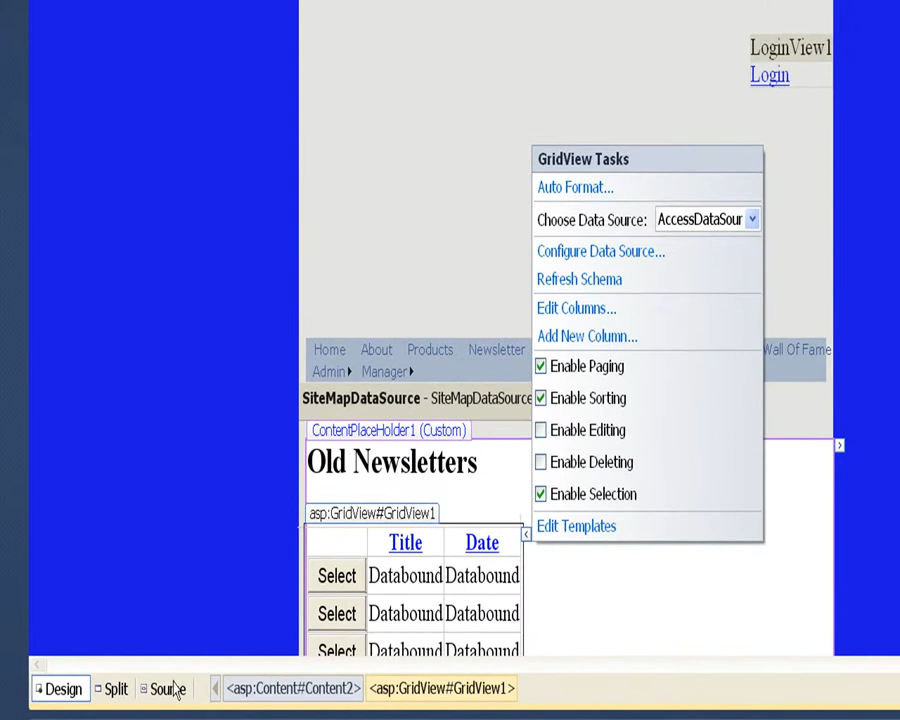 LoginView1
Login
GridView Tasks
Auto Format...
Choose Data Source: AccessDataSour
Configure Data Source...
Refresh Schema
Edit Columns...
Add New Column...
Enable Paging
Enable Sorting
Enable Editing
Enable Deleting
Enable Selection
Edit Templates
Home About Products Newsletter Wall Of Fame
Admin Manager
SiteMapDataSource - SiteMapDataSource
ContentPlaceHolder1 (Custom)
Old Newsletters
asp:GridView#GridView1
Title Date
Select Databound Databound
Select Databound Databound
Select Databound Databound
Design Split Source <asp:Content#Content2> <asp:GridView#GridView1>